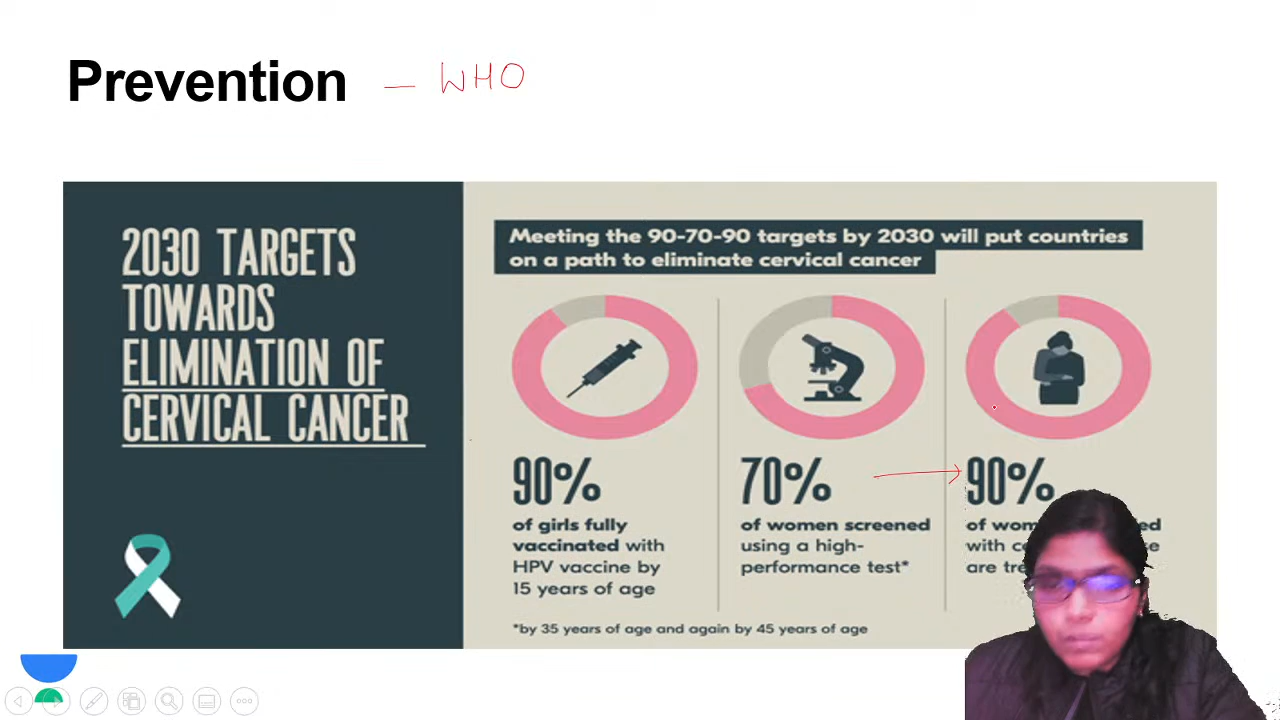 Prevention – WHO
2030 TARGETS
TOWARDS
ELIMINATION OF
CERVICAL CANCER
Meeting the 90-70-90 targets by 2030 will put countries
on a path to eliminate cervical cancer
90%
of girls fully
vaccinated with
HPV vaccine by
15 years of age
70%
of women screened
using a high-
performance test*
90%
of
with
are
*by 35 years of age and again by 45 years of age